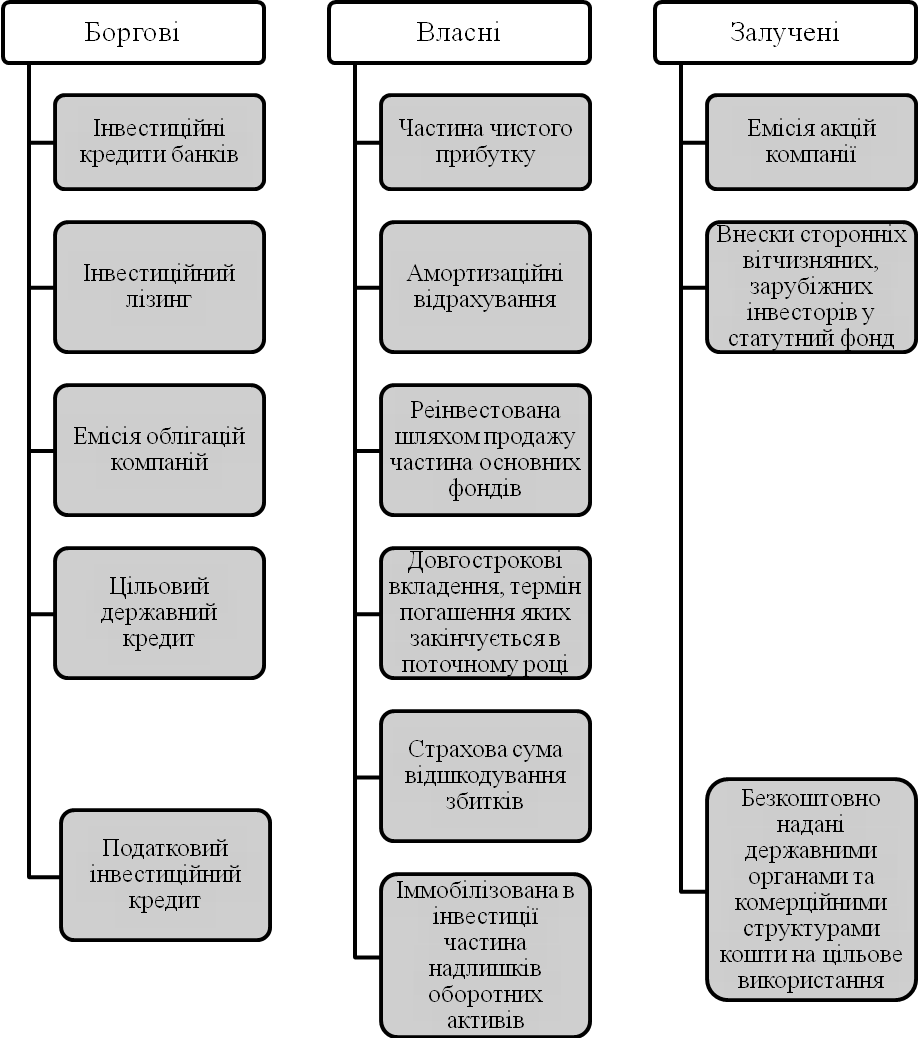 Боргові
Інвестиційні
кредити банків
Інвестиційний
лізинг
Емісія облігацій
компаній
Цільовий
державний
кредит
Податковий
інвестиційний
кредит
Власні
Частина чистого
прибутку
Амортизаційні
відрахування
Реінвестована
шляхом продажу
частина основних
фондів
Довгострокові
вкладення, термін
погашення яких
закінчується в
поточному році
Страхова сума
відшкодування
збитків
Іммобілізована в
інвестиції
частина
надлишків
оборотних
активів
Залучені
Емісія акцій
компанії
Внески сторонніх
вітчизняних,
зарубіжних
інвесторів у
статутний фонд
Безкоштовно
надані
державними
органами та
комерційними
структурами
кошти на цільове
використання